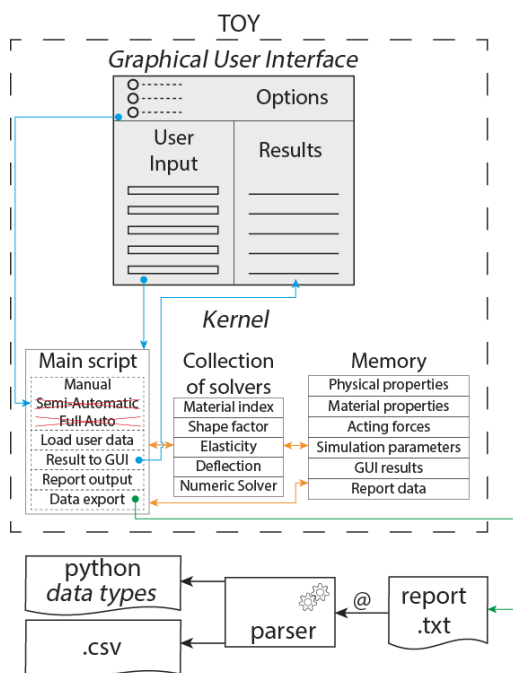 TOY
Graphical User Interface
Options
User
Input
Results
Kernel
Main script
Manual
Semi-Automatic
Full Auto
Load user data
Result to GUI
Report output
Data export
Collection
of solvers
Material index
Shape factor
Elasticity
Deflection
Numeric Solver
Memory
Physical properties
Material properties
Acting forces
Simulation parameters
GUI results
Report data
python
data types
.csv
parser
@
report
.txt